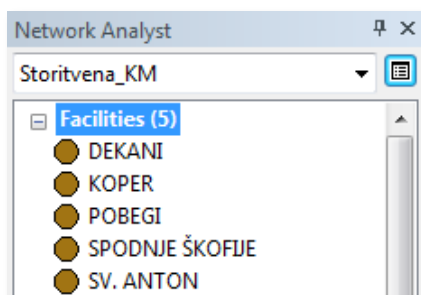 Network Analyst
Storitvena_KM
Facilities (5)
DEKANI
KOPER
POBEGI
SPODNJE ŠKOFIJE
SV. ANTON